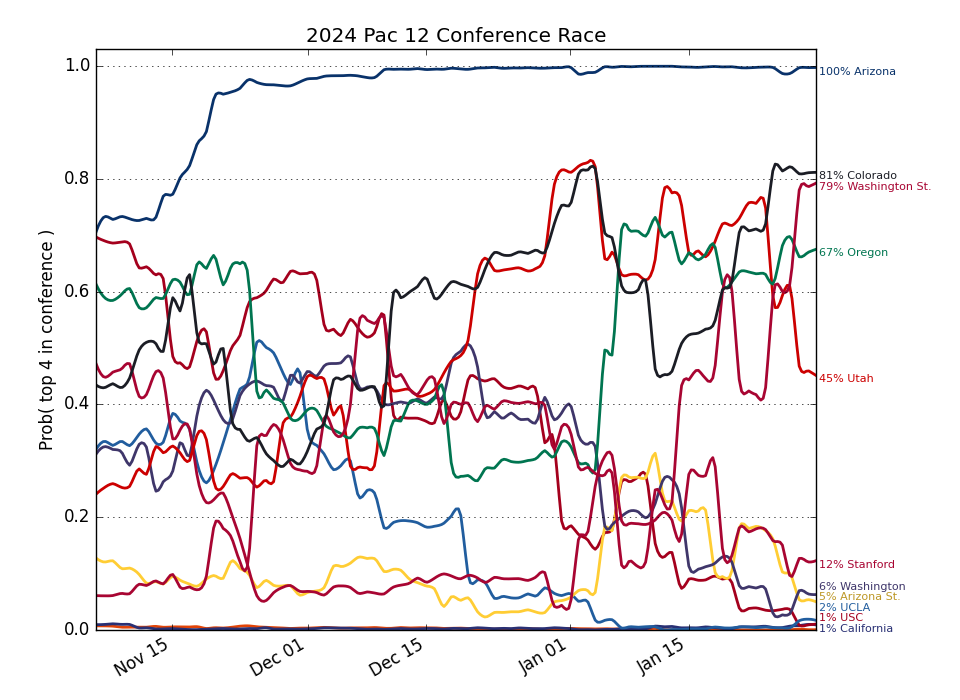 2024 Pac 12 Conference Race
Prob( top 4 in conference )
1.0
0.8
0.6
0.4
0.2
0.0
Nov 15
Dec 01
Dec 15
Jan 01
Jan 15
100% Arizona
81% Colorado
79% Washington St.
67% Oregon
45% Utah
12% Stanford
6% Washington
5% Arizona St.
2% UCLA
1% USC
1% California